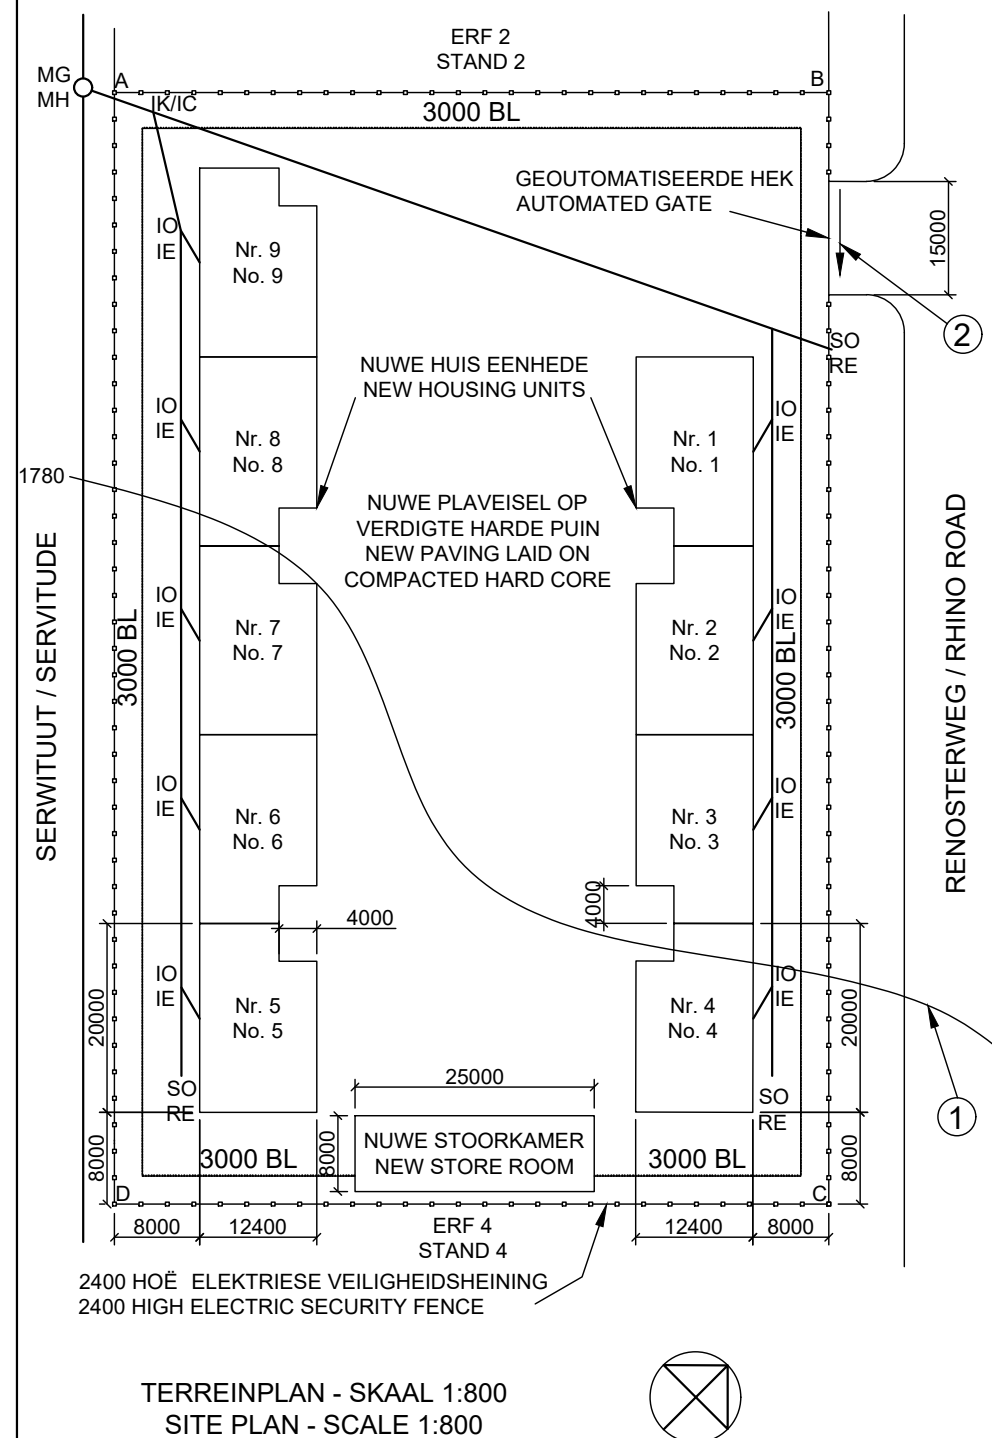 ERF 2
STAND 2
MG
MH
A
B
IK/IC
3000 BL
GEOUTOMATISEERDE HEK
AUTOMATED GATE
15000
2
IO
IE
Nr. 9
No. 9
SO
RE
NUWE HUIS EENHEDE
NEW HOUSING UNITS
IO
IE
Nr. 8
No. 8
Nr. 1
No. 1
IO
IE
1780
NUWE PLAVEISEL OP
VERDIGTE HARDE PUIN
NEW PAVING LAID ON
COMPACTED HARD CORE
SERWITUUT / SERVITUDE
RENOSTERWEG / RHINO ROAD
3000 BL
IO
IE
Nr. 7
No. 7
Nr. 2
No. 2
IO
IE
3000 BL
IO
IE
Nr. 6
No. 6
Nr. 3
No. 3
IO
IE
4000
4000
IO
IE
Nr. 5
No. 5
Nr. 4
No. 4
IO
IE
20000
20000
1
25000
SO
RE
SO
RE
8000
NUWE STOORKAMER
NEW STORE ROOM
8000
8000
3000 BL
3000 BL
D
C
8000
12400
ERF 4
STAND 4
12400
8000
2400 HOË ELEKTRIESE VEILIGHEIDSHEINING
2400 HIGH ELECTRIC SECURITY FENCE
TERREINPLAN - SKAAL 1:800
SITE PLAN - SCALE 1:800